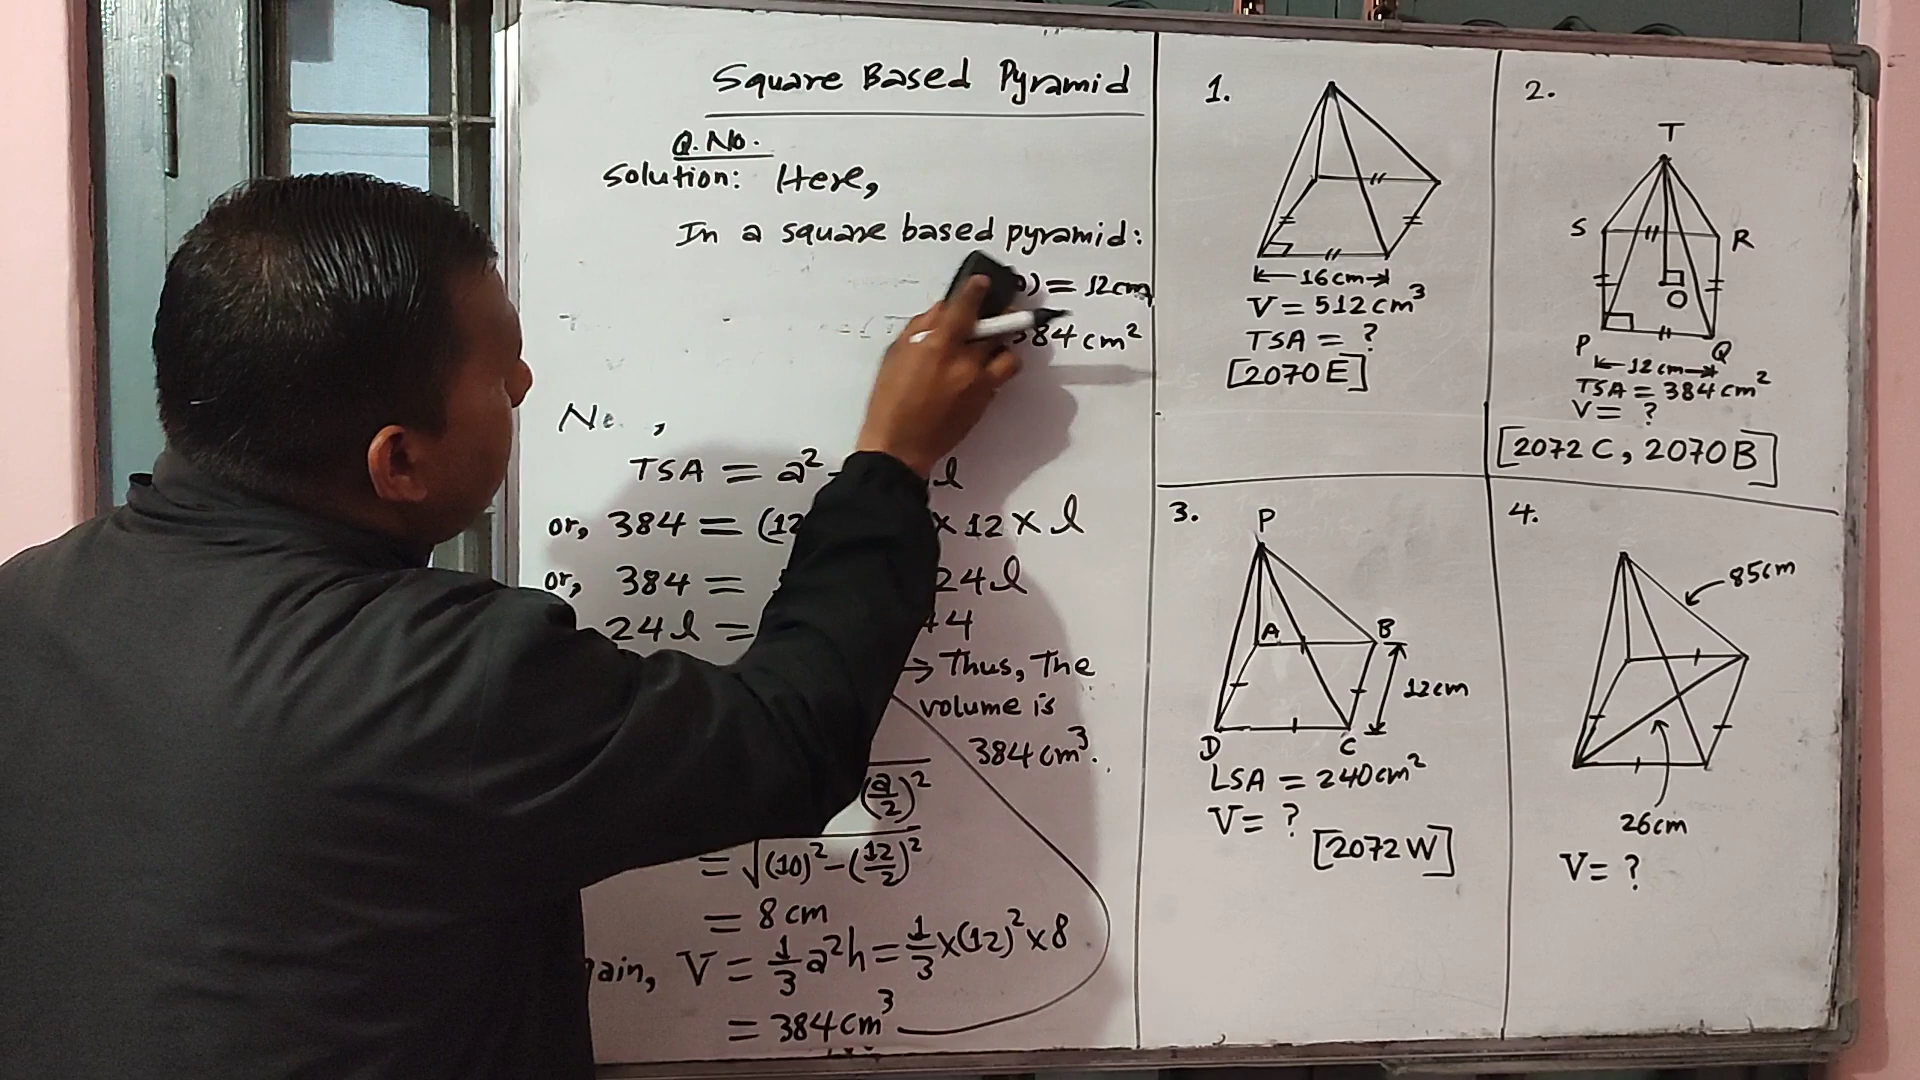 Square Based Pyramid
Q.No.
Solution: Here,
In a square based pyramid:
) = 12cm
384 cm²
TSA = a² l
or, 384 = (12 × 12 × l
or, 384 = 24l
24l = 44
→ Thus, The
volume is
384 cm³.
(a/2)²
= √(10)² - (12/2)²
= 8 cm
gain, V = 1/3 a²h = 1/3 × (12)² × 8
= 384 cm³
1.
16cm
V = 512 cm³
TSA = ?
[2070 E]
2.
T
S
R
O
P
Q
12cm
TSA = 384 cm²
V = ?
[2072 C, 2070 B]
3.
P
A
B
12cm
D
C
LSA = 240cm²
V = ?
[2072 W]
4.
85cm
26cm
V = ?